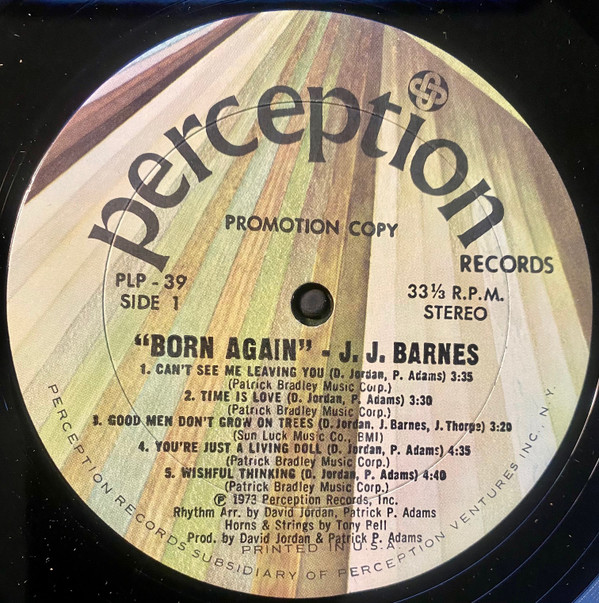 perception
PROMOTION COPY
RECORDS
PLP - 39
SIDE 1
33⅓ R.P.M.
STEREO
"BORN AGAIN" - J. J. BARNES
1. CAN'T SEE ME LEAVING YOU (D. Jordan, P. Adams) 3:35
(Patrick Bradley Music Corp.)
2. TIME IS LOVE (D. Jordan, P. Adams) 3:30
(Patrick Bradley Music Corp.)
3. GOOD MEN DON'T GROW ON TREES (D. Jordan, J. Barnes, J. Thorpe) 3:20
(Sun Luck Music Co., BMI)
4. YOU'RE JUST A LIVING DOLL (D. Jordan, P. Adams) 4:35
(Patrick Bradley Music Corp.)
5. WISHFUL THINKING (D. Jordan, P. Adams) 4:40
(Patrick Bradley Music Corp.)
℗ 1973 Perception Records, Inc.
Rhythm Arr. by David Jordan, Patrick P. Adams
Horns & Strings by Tony Pell
Prod. by David Jordan & Patrick P. Adams
PRINTED IN U.S.A.
PERCEPTION RECORDS SUBSIDIARY OF PERCEPTION VENTURES INC., N.Y.